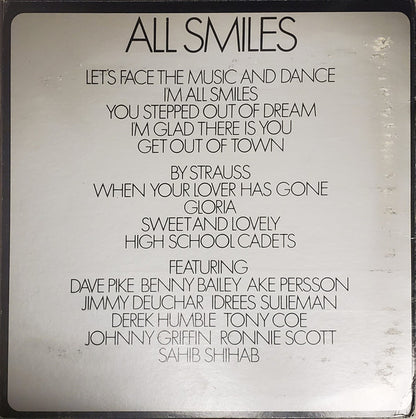 ALL SMILES
LET'S FACE THE MUSIC AND DANCE
I'M ALL SMILES
YOU STEPPED OUT OF DREAM
I'M GLAD THERE IS YOU
GET OUT OF TOWN
BY STRAUSS
WHEN YOUR LOVER HAS GONE
GLORIA
SWEET AND LOVELY
HIGH SCHOOL CADETS
FEATURING
DAVE PIKE BENNY BAILEY AKE PERSSON
JIMMY DEUCHAR IDREES SULIEMAN
DEREK HUMBLE TONY COE
JOHNNY GRIFFIN RONNIE SCOTT
SAHIB SHIHAB